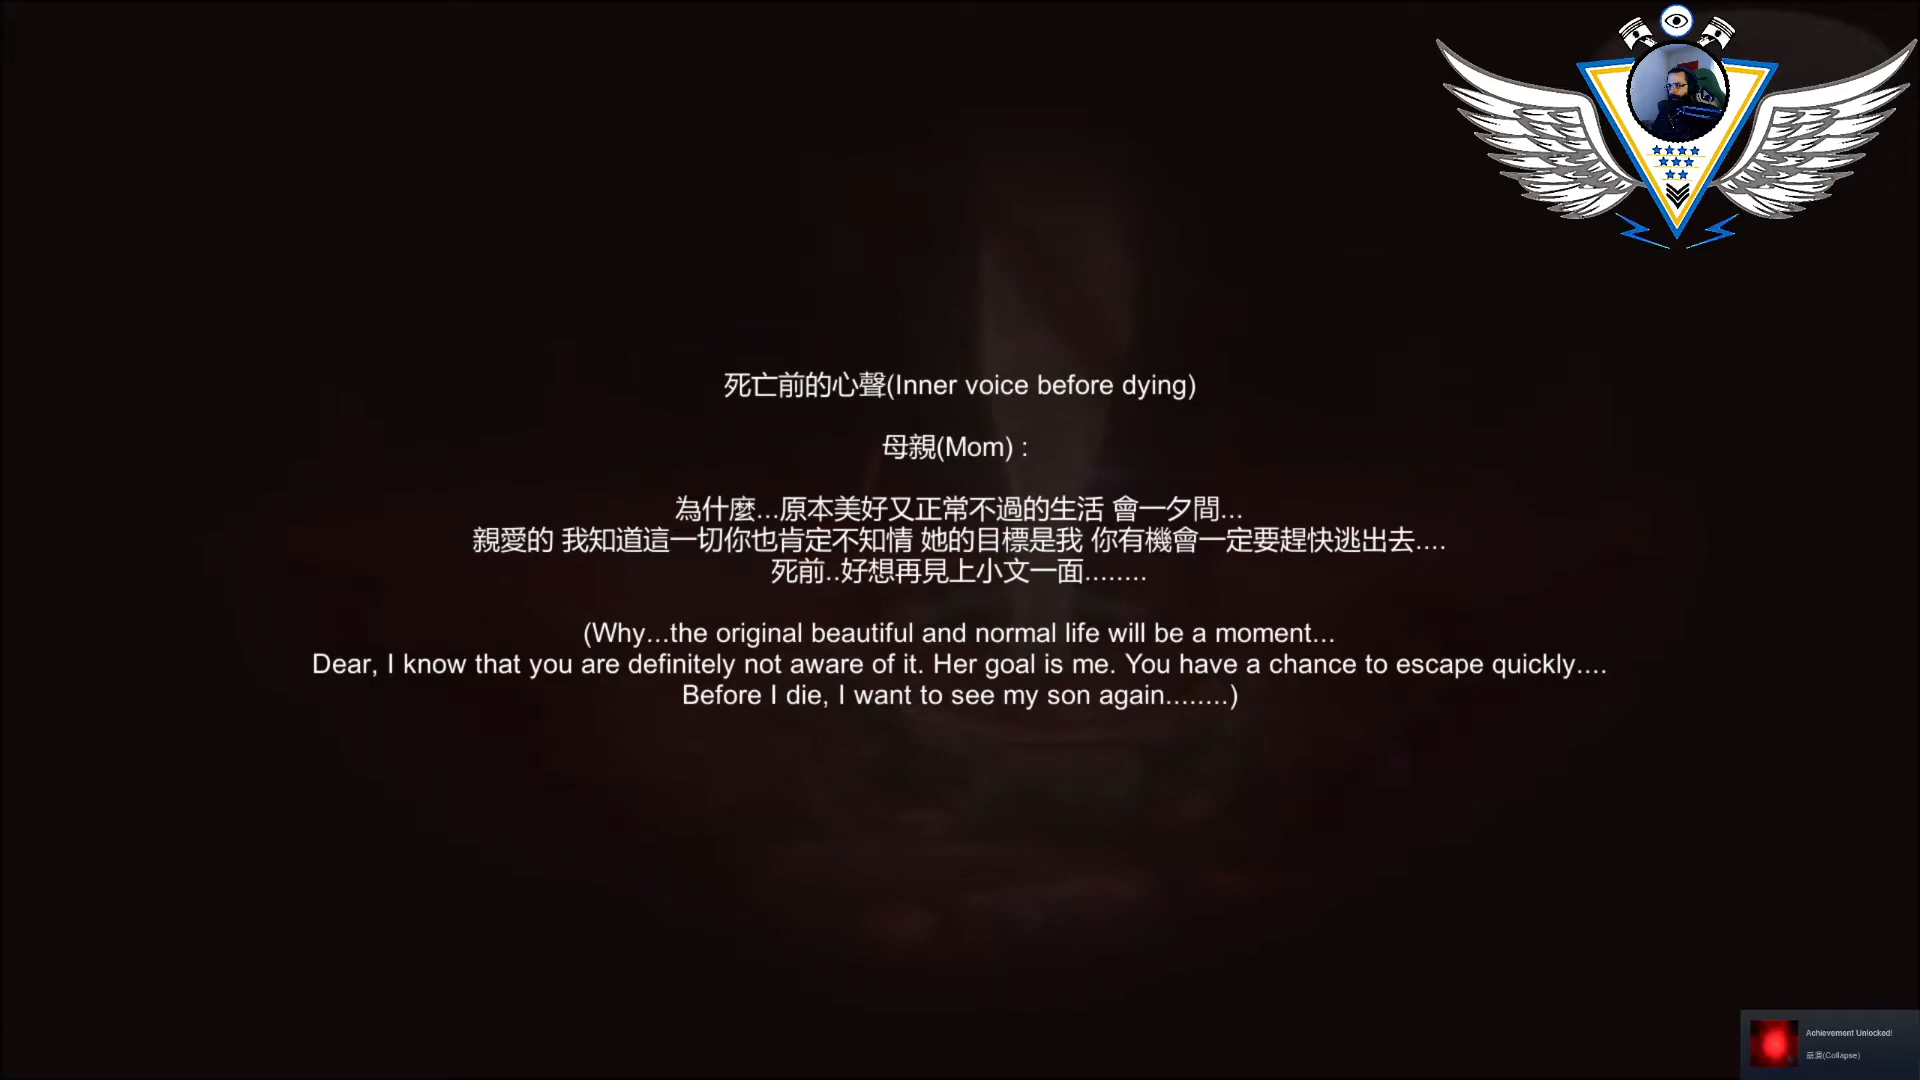 死亡前的心聲(Inner voice before dying)
母親(Mom) :
為什麼...原本美好又正常不過的生活 會一夕間...
親愛的 我知道這一切你也肯定不知情 她的目標是我 你有機會一定要趕快逃出去....
死前..好想再見上小文一面........
(Why...the original beautiful and normal life will be a moment...
Dear, I know that you are definitely not aware of it. Her goal is me. You have a chance to escape quickly....
Before I die, I want to see my son again........)
Achievement Unlocked!
崩潰(Collapse)